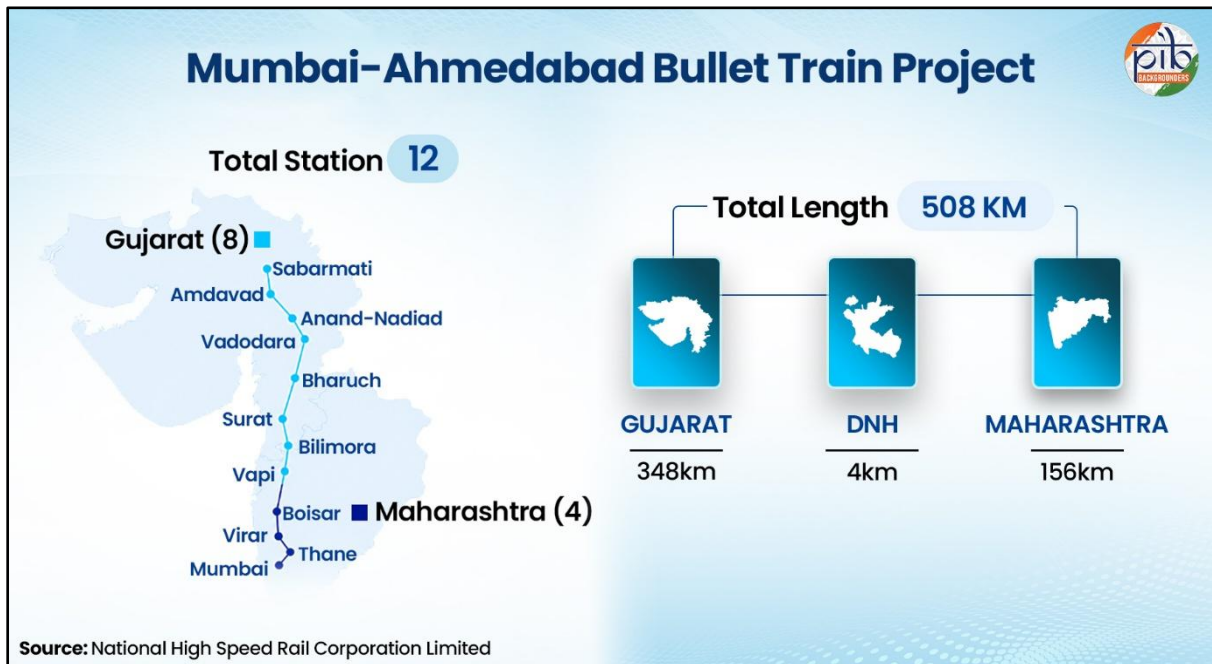 Mumbai-Ahmedabad Bullet Train Project
pib
BACKGROUNDERS
Total Station 12
Gujarat (8)
Sabarmati
Amdavad
Anand-Nadiad
Vadodara
Bharuch
Surat
Bilimora
Vapi
Boisar
Maharashtra (4)
Virar
Thane
Mumbai
Total Length 508 KM
GUJARAT
348km
DNH
4km
MAHARASHTRA
156km
Source: National High Speed Rail Corporation Limited